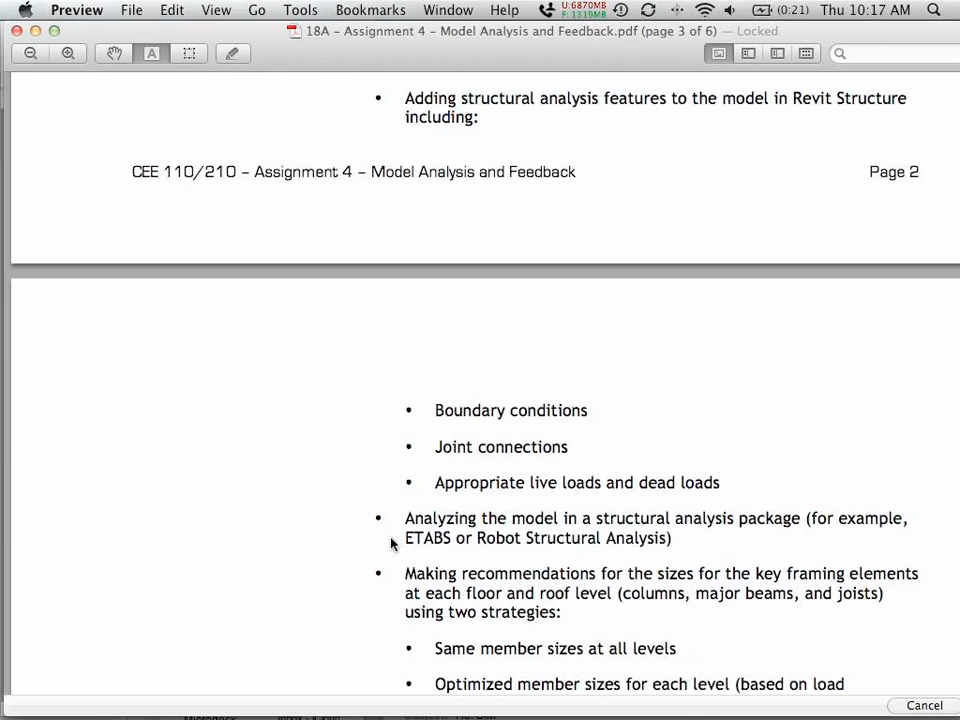 Preview File Edit View Go Tools Bookmarks Window Help U:6870MB F:1319MB (0:21) Thu 10:17 AM
18A – Assignment 4 – Model Analysis and Feedback.pdf (page 3 of 6) — Locked
• Adding structural analysis features to the model in Revit Structure
including:
CEE 110/210 – Assignment 4 – Model Analysis and Feedback Page 2
• Boundary conditions
• Joint connections
• Appropriate live loads and dead loads
• Analyzing the model in a structural analysis package (for example,
ETABS or Robot Structural Analysis)
• Making recommendations for the sizes for the key framing elements
at each floor and roof level (columns, major beams, and joists)
using two strategies:
• Same member sizes at all levels
• Optimized member sizes for each level (based on load
Cancel